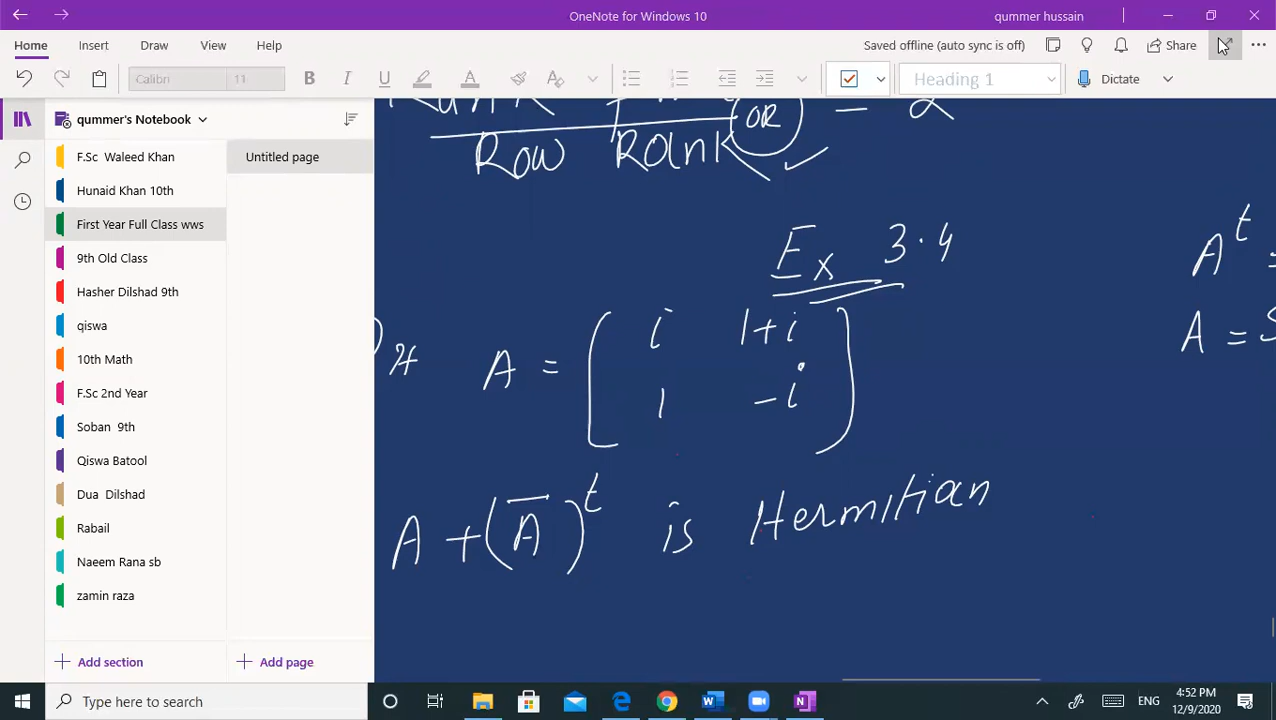 OneNote for Windows 10
qummer hussain
Home Insert Draw View Help
Saved offline (auto sync is off)
Share
Calibri 11 B I U A
Heading 1
Dictate
qummer's Notebook
F.Sc Waleed Khan
Hunaid Khan 10th
First Year Full Class wws
9th Old Class
Hasher Dilshad 9th
qiswa
10th Math
F.Sc 2nd Year
Soban 9th
Qiswa Batool
Dua Dilshad
Rabail
Naeem Rana sb
zamin raza
Add section
Untitled page
Add page
(OR) = 2
Row Rank
Ex 3.4
A = [ i 1+i
1 -i ]
A^t =
A =
A + (A̅)^t is Hermitian
Type here to search
ENG
4:52 PM
12/9/2020